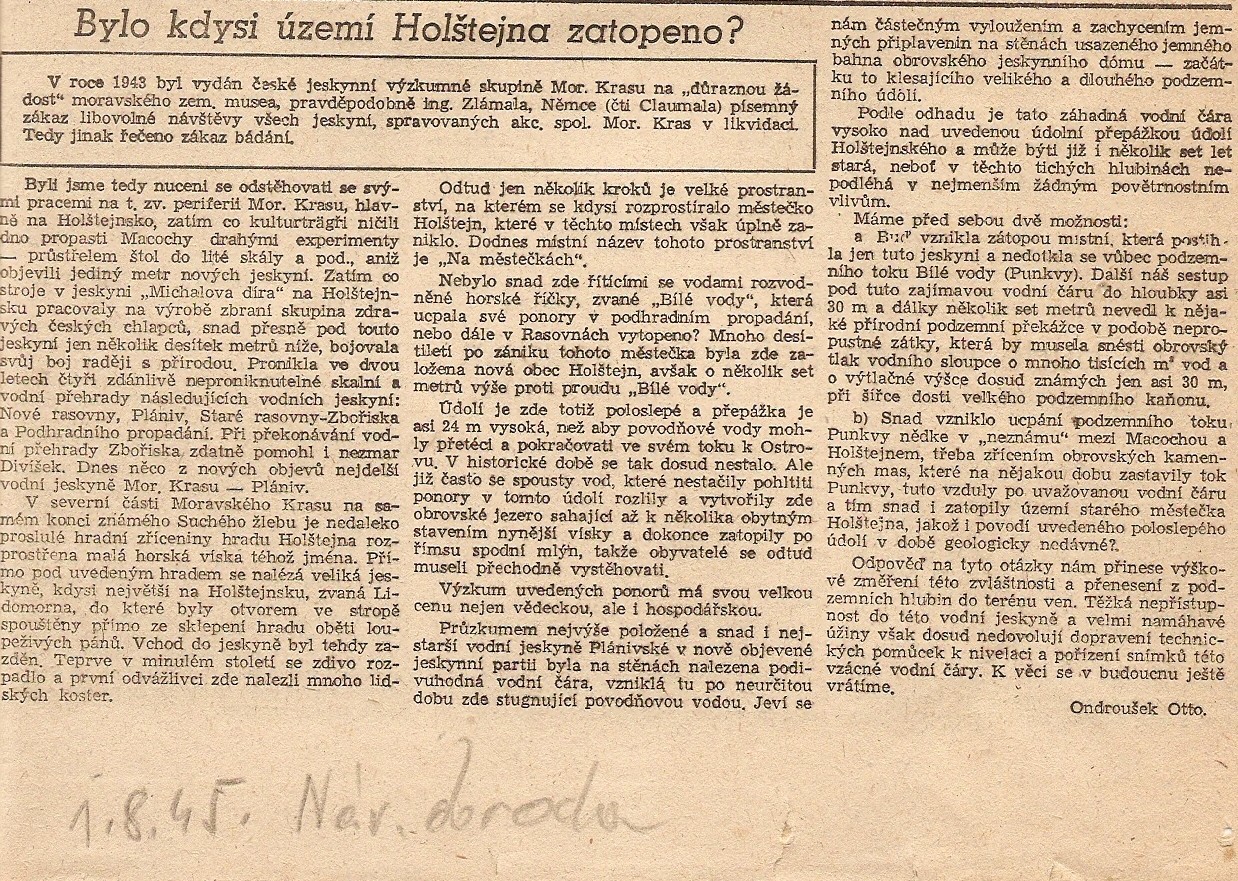 Bylo kdysi území Holštejna zatopeno?
V roce 1943 byl vydán české jeskynní výzkumné skupině Mor. Krasu na „důraznou žá-
dost“ moravského zem. musea, pravděpodobně ing. Zlámala, Němce (čti Claumala) písemný
zákaz libovolné návštěvy všech jeskyní, spravovaných akc. spol. Mor. Kras v likvidaci.
Tedy jinak řečeno zákaz bádání.
Byli jsme tedy nuceni se odstěhovati se svý-
mi pracemi na t. zv. periferii Mor. Krasu, hlav-
ně na Holštejnsko, zatím co kulturtrágři ničili
dno propasti Macochy drahými experimenty
— průstřelem štol do lité skály a pod., aniž
objevili jediný metr nových jeskyní. Zatím co
stroje v jeskyni „Michalova díra“ na Holštejn-
sku pracovaly na výrobě zbraní skupina zdra-
vých českých chlapců, snad přesně pod touto
jeskyní jen několik desítek metrů níže, bojovala
svůj boj raději s přírodou. Pronikla ve dvou
letech čtyři zdánlivě neproniknutelné skalní a
vodní přehrady následujících vodních jeskyní:
Nové rasovny, Plániv, Staré rasovny-Zbořiska
a Podhradního propadání. Při překonávání vod-
ní přehrady Zbořiska zdatně pomohl i nezmar
Divíšek. Dnes něco z nových objevů nejdelší
vodní jeskyně Mor. Krasu — Plániv.
V severní části Moravského Krasu na sa-
mém konci známého Suchého žlebu je nedaleko
proslulé hradní zříceniny hradu Holštejna roz-
prostřena malá horská víska téhož jména. Pří-
mo pod uvedeným hradem se nalézá veliká jes-
kyně, kdysi největší na Holštejnsku, zvaná Li-
domorna, do které byly otvorem ve stropě
spouštěny přímo ze sklepení hradu oběti lou-
peživých pánů. Vchod do jeskyně byl tehdy za-
zděn. Teprve v minulém století se zdivo roz-
padlo a první odvážlivci zde nalezli mnoho lid-
ských koster.
Odtud jen několik kroků je velké prostran-
ství, na kterém se kdysi rozprostíralo městečko
Holštejn, které v těchto místech však úplně za-
niklo. Dodnes místní název tohoto prostranství
je „Na městečkách“.
Nebylo snad zde řítícími se vodami rozvod-
něné horské říčky, zvané „Bílé vody“, která
ucpala své ponory v podhradním propadání,
nebo dále v Rasovnách vytopeno? Mnoho desí-
tiletí po zániku tohoto městečka byla zde za-
ložena nová obec Holštejn, avšak o několik set
metrů výše proti proudu „Bílé vody“.
Údolí je zde totiž poloslepé a přepážka je
asi 24 m vysoká, než aby povodňové vody moh-
ly přetéci a pokračovati ve svém toku k Ostro-
vu. V historické době se tak dosud nestalo. Ale
již často se spousty vod, které nestačily pohltiti
ponory v tomto údolí rozlily a vytvořily zde
obrovské jezero sahající až k několika obytným
stavením nynější vísky a dokonce zatopily po
římsu spodní mlýn, takže obyvatelé se odtud
museli přechodně vystěhovati.
Výzkum uvedených ponorů má svou velkou
cenu nejen vědeckou, ale i hospodářskou.
Průzkumem nejvýše položené a snad i nej-
starší vodní jeskyně Plánivské v nově objevené
jeskynní partii byla na stěnách nalezena podi-
vuhodná vodní čára, vzniklá tu po neurčitou
dobu zde stugnující povodňovou vodou. Jeví se
nám částečným vyloužením a zachycením jem-
ných připlavenin na stěnách usazeného jemného
bahna obrovského jeskynního dómu — začát-
ku to klesajícího velikého a dlouhého podzem-
ního údolí.
Podle odhadu je tato záhadná vodní čára
vysoko nad uvedenou údolní přepážkou údolí
Holštejnského a může býti již i několik set let
stará, neboť v těchto tichých hlubinách ne-
podléhá v nejmenším žádným povětrnostním
vlivům.
Máme před sebou dvě možnosti:
a Buď vznikla zátopou místní, která postih-
la jen tuto jeskyni a nedotkla se vůbec podzem-
ního toku Bílé vody (Punkvy). Další náš sestup
pod tuto zajímavou vodní čáru do hloubky asi
30 m a dálky několik set metrů nevedl k něja-
ké přírodní podzemní překážce v podobě nepro-
pustné zátky, která by musela snésti obrovský
tlak vodního sloupce o mnoho tisících m³ vod a
o výtlačné výšce dosud známých jen asi 30 m,
při šířce dosti velkého podzemního kaňonu.
b) Snad vzniklo ucpání podzemního toku
Punkvy nědke v „neznámu“ mezi Macochou a
Holštejnem, třeba zřícením obrovských kamen-
ných mas, které na nějakou dobu zastavily tok
Punkvy, tuto vzduly po uvažovanou vodní čáru
a tím snad i zatopily území starého městečka
Holštejna, jakož i povodí uvedeného poloslepého
údolí v době geologicky nedávné?
Odpověď na tyto otázky nám přinese výško-
vé změření této zvláštnosti a přenesení z pod-
zemních hlubin do terénu ven. Těžká nepřístup-
nost do této vodní jeskyně a velmi namáhavé
úžiny však dosud nedovolují dopravení technic-
kých pomůcek k nivelaci a pořízení snímků této
vzácné vodní čáry. K věci se v budoucnu ještě
vrátíme.
Ondroušek Otto.
1.8.45. Nár. obroda